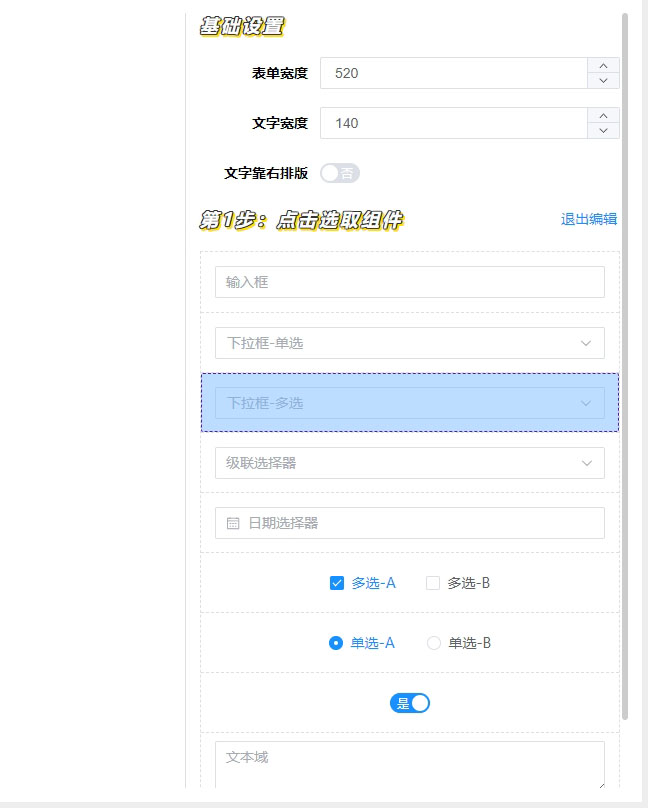 基础设置
表单宽度 520
文字宽度 140
文字靠右排版 否
第1步：点击选取组件 退出编辑
输入框
下拉框-单选
下拉框-多选
级联选择器
日期选择器
多选-A 多选-B
单选-A 单选-B
是
文本域